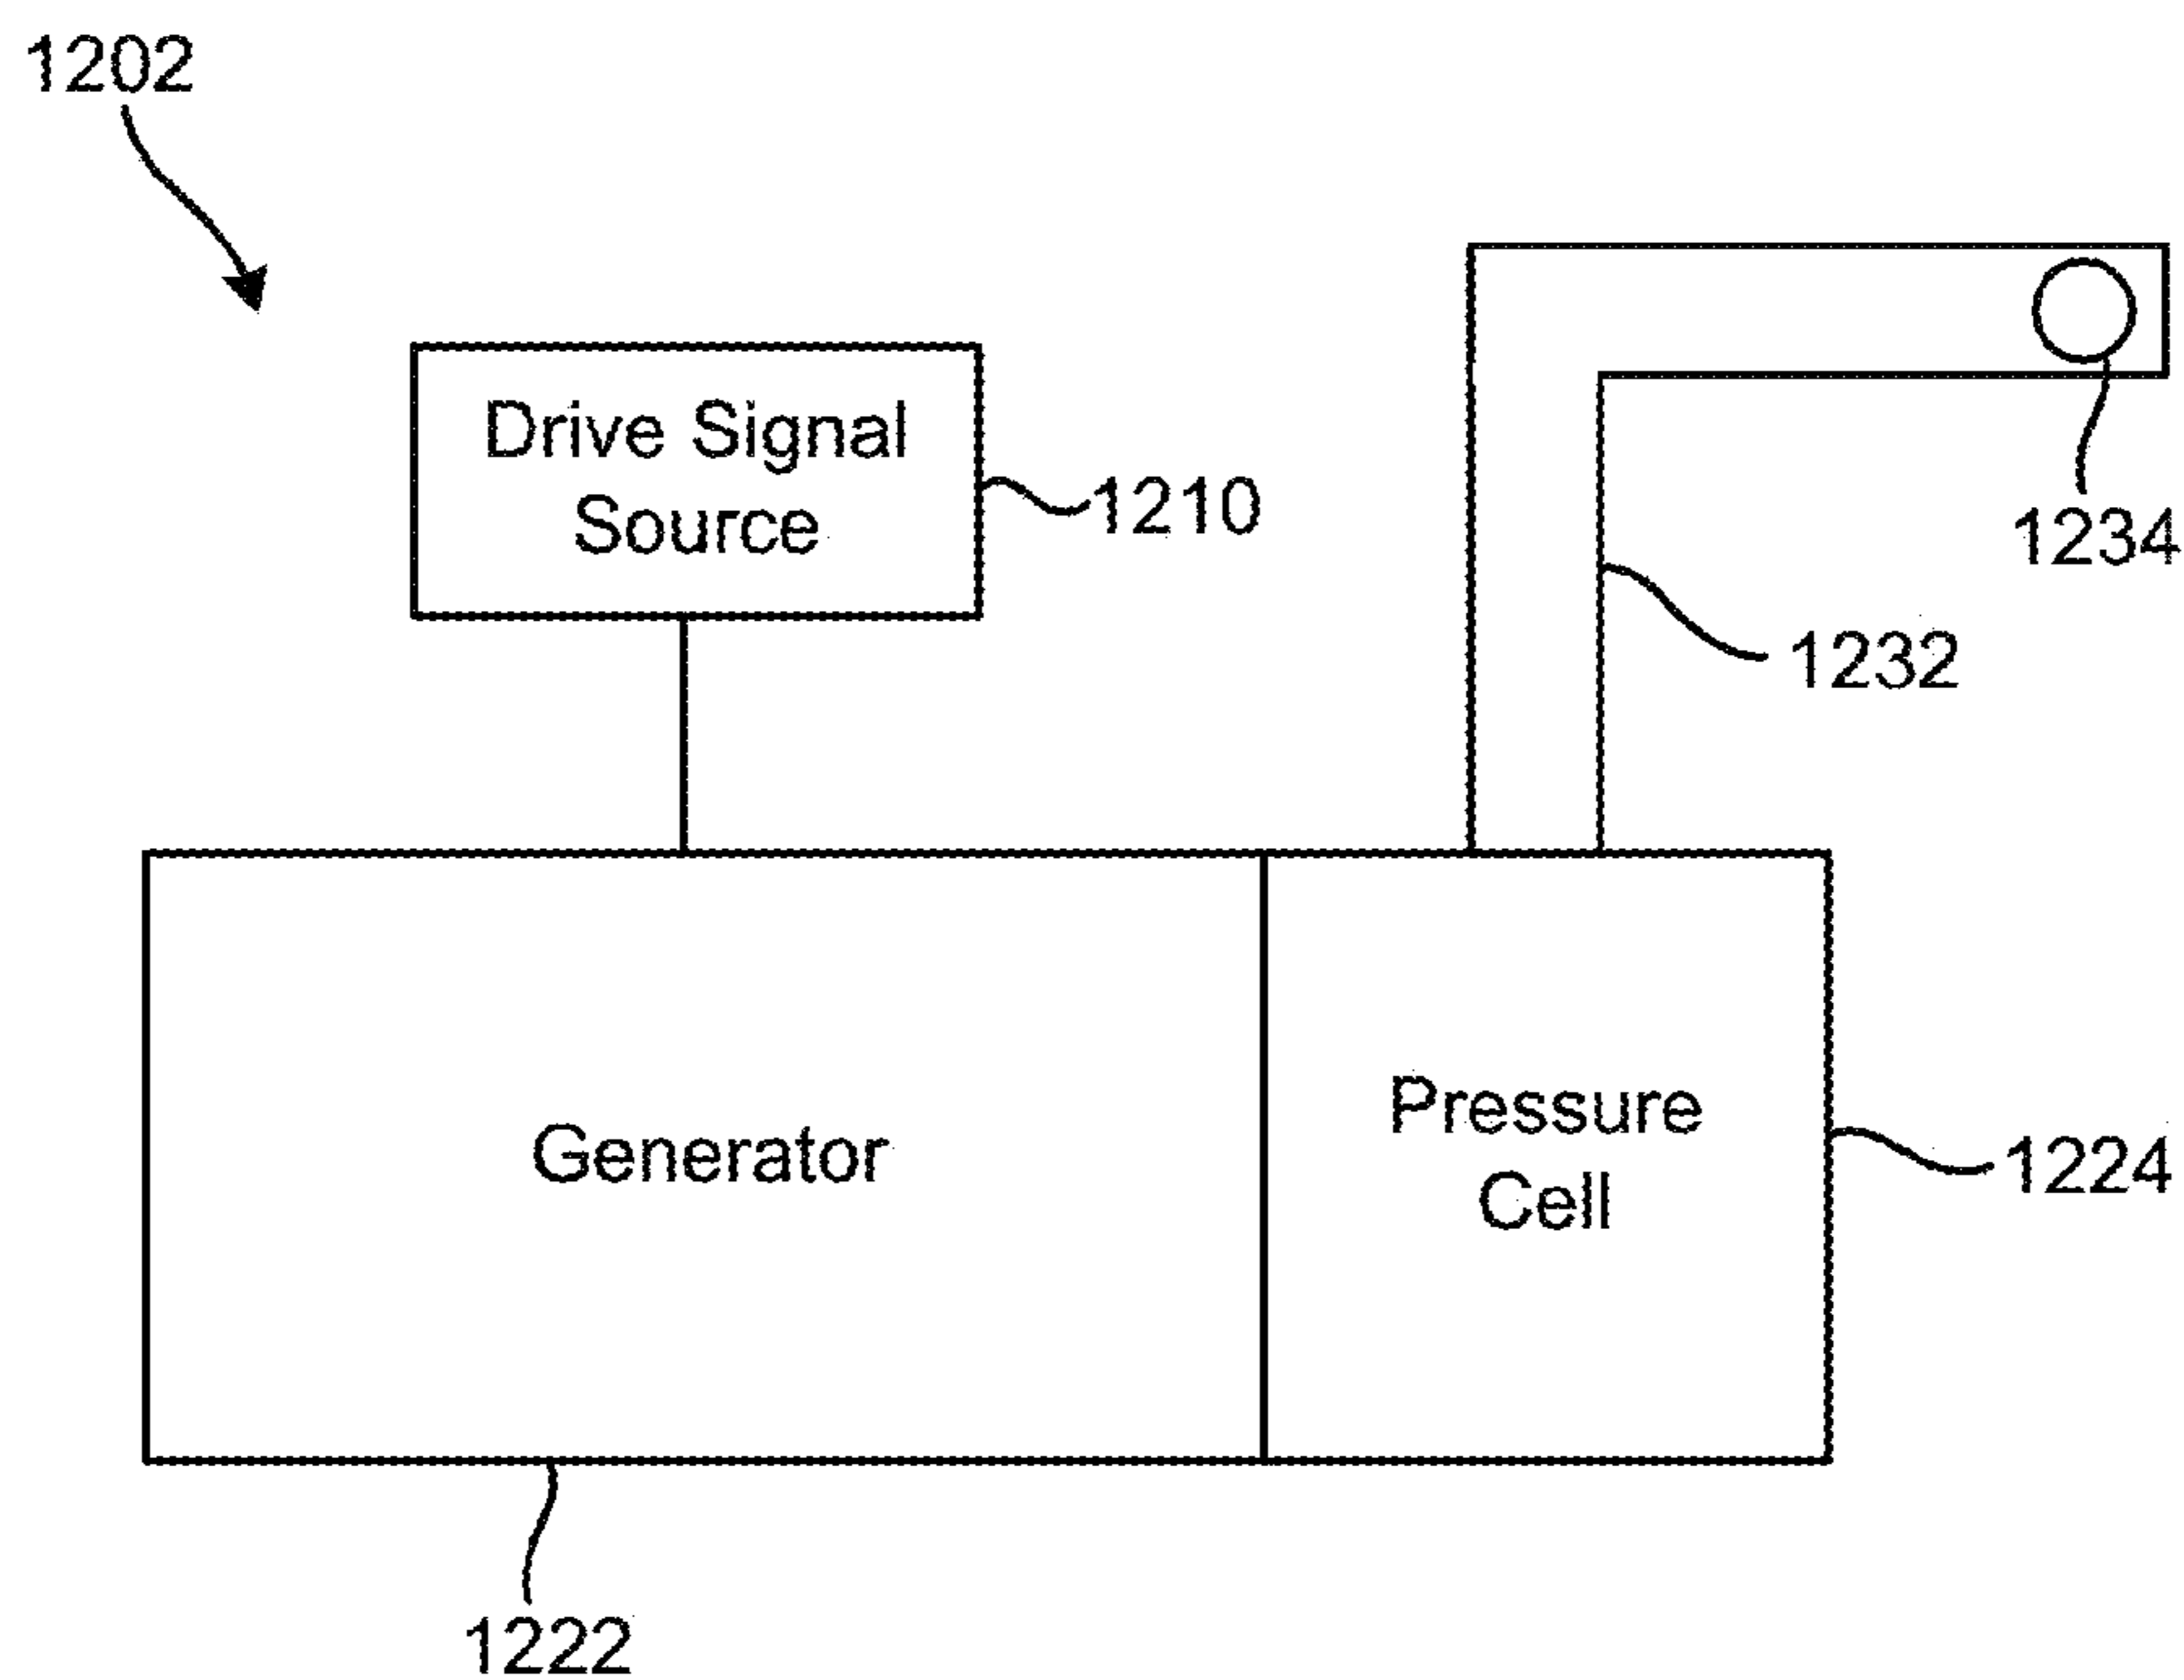 1202
Drive Signal
Source
1210
1234
1232
Generator
Pressure
Cell
1224
1222